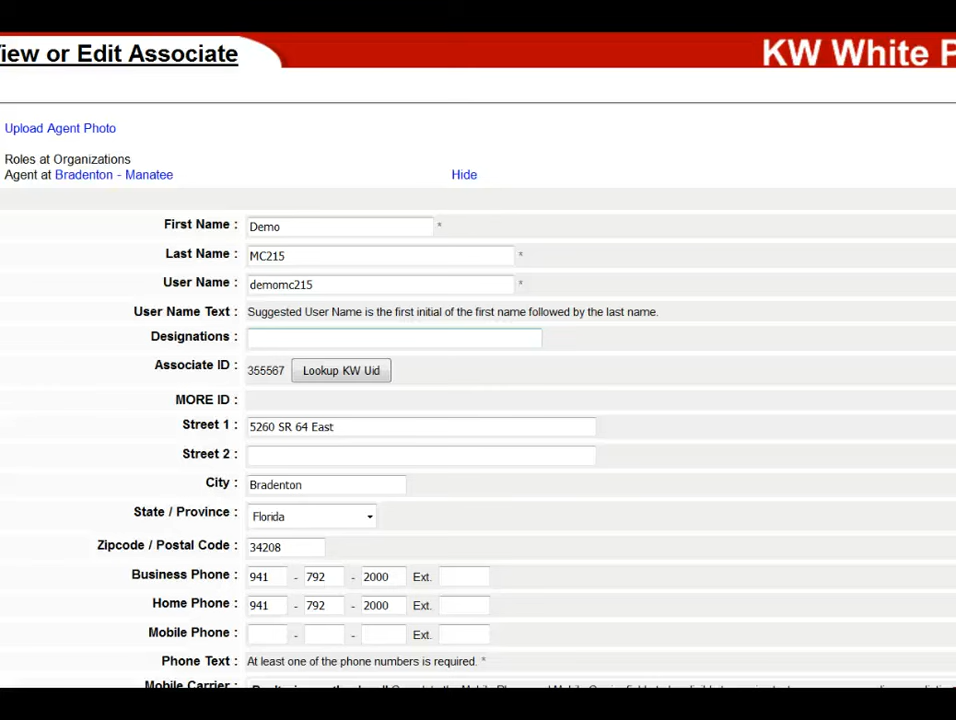 View or Edit Associate
KW White
Upload Agent Photo
Roles at Organizations
Agent at Bradenton - Manatee Hide
First Name : Demo *
Last Name : MC215 *
User Name : demomc215 *
User Name Text : Suggested User Name is the first initial of the first name followed by the last name.
Designations :
Associate ID : 355567 Lookup KW Uid
MORE ID :
Street 1 : 5260 SR 64 East
Street 2 :
City : Bradenton
State / Province : Florida
Zipcode / Postal Code : 34208
Business Phone : 941 - 792 - 2000 Ext.
Home Phone : 941 - 792 - 2000 Ext.
Mobile Phone : - - Ext.
Phone Text : At least one of the phone numbers is required. *
Mobile Carrier :